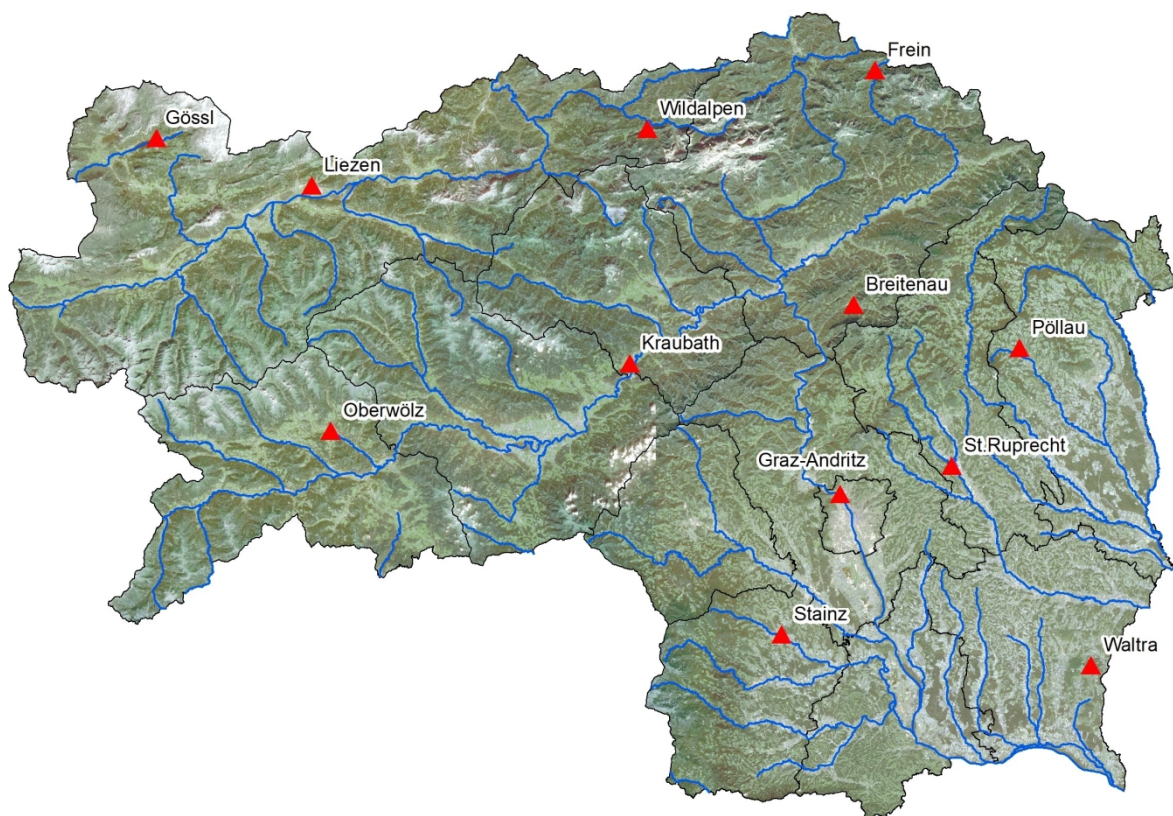 Frein
Wildalpen
Gössl
Liezen
Breitenau
Pöllau
Kraubath
Oberwölz
St.Ruprecht
Graz-Andritz
Stainz
Waltra